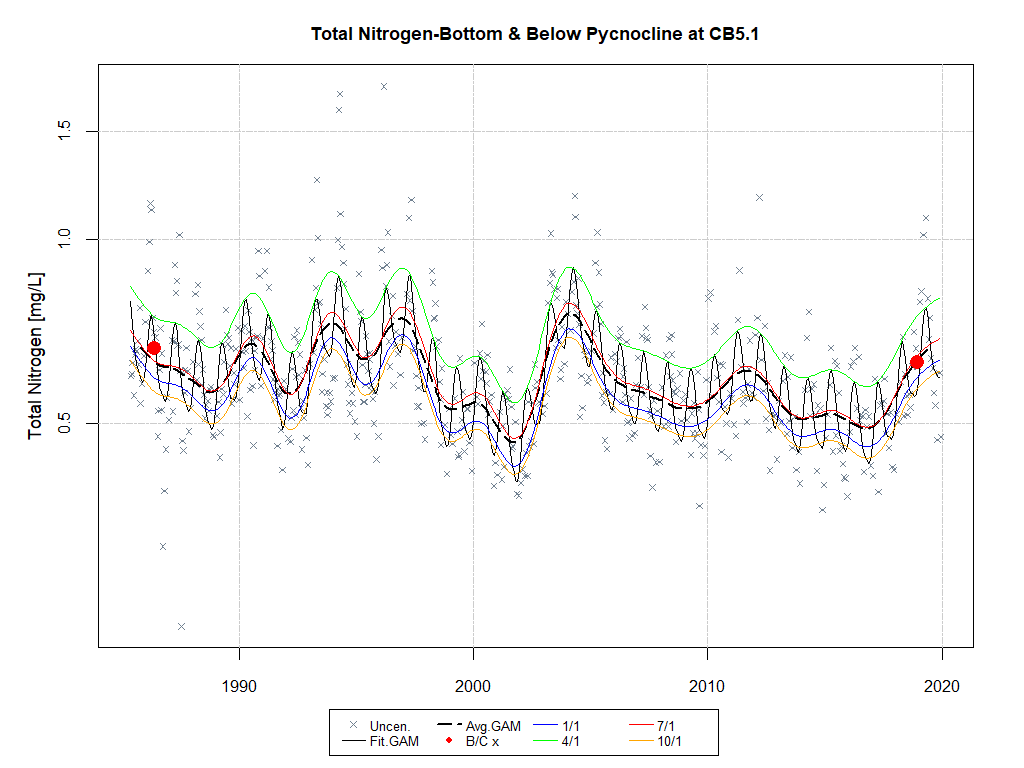 Total Nitrogen-Bottom & Below Pycnocline at CB5.1
Total Nitrogen [mg/L]
1.5
1.0
0.5
1990 2000 2010 2020
Uncen. Avg.GAM 1/1 7/1
Fit.GAM B/C x 4/1 10/1